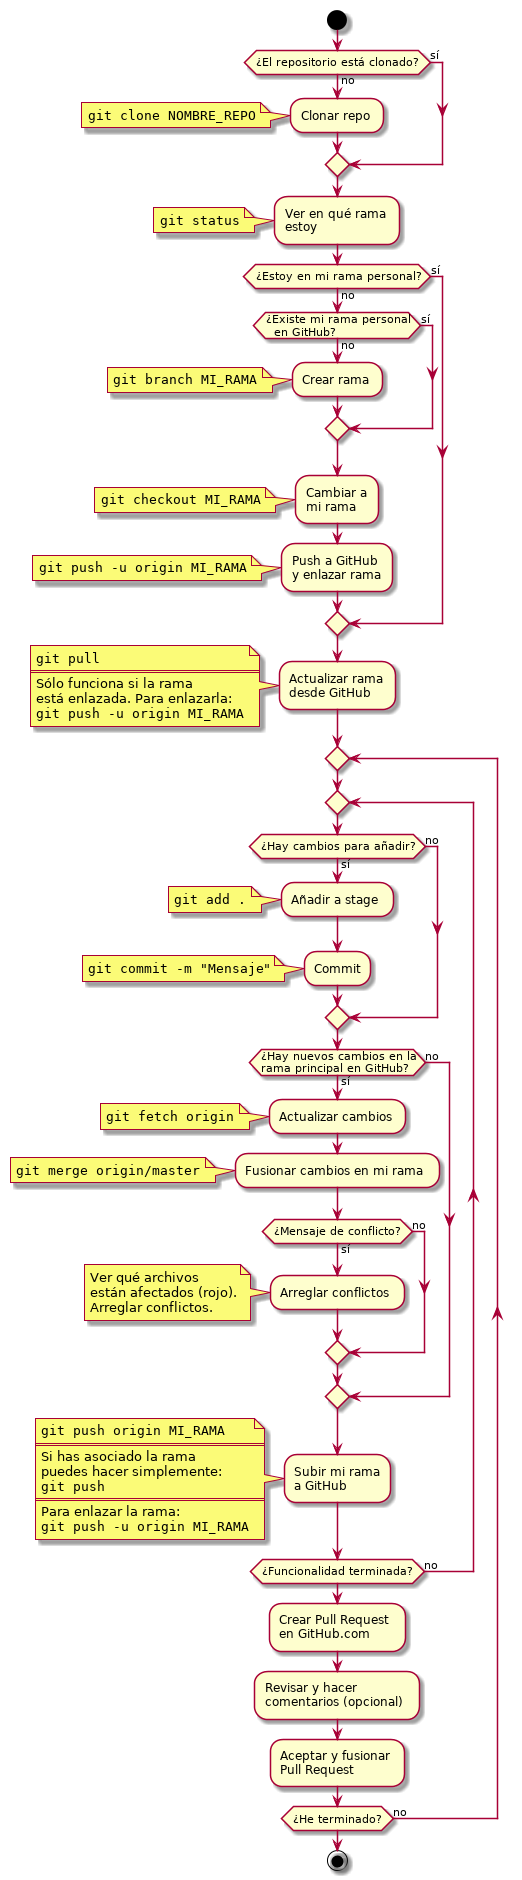 ¿El repositorio está clonado?
sí
no
git clone NOMBRE_REPO
Clonar repo
git status
Ver en qué rama
estoy
¿Estoy en mi rama personal?
sí
no
¿Existe mi rama personal
en GitHub?
sí
no
git branch MI_RAMA
Crear rama
git checkout MI_RAMA
Cambiar a
mi rama
git push -u origin MI_RAMA
Push a GitHub
y enlazar rama
git pull
Sólo funciona si la rama
está enlazada. Para enlazarla:
git push -u origin MI_RAMA
Actualizar rama
desde GitHub
¿Hay cambios para añadir?
no
sí
git add .
Añadir a stage
git commit -m "Mensaje"
Commit
¿Hay nuevos cambios en la
rama principal en GitHub?
no
sí
git fetch origin
Actualizar cambios
git merge origin/master
Fusionar cambios en mi rama
¿Mensaje de conflicto?
no
sí
Ver qué archivos
están afectados (rojo).
Arreglar conflictos.
Arreglar conflictos
git push origin MI_RAMA
Si has asociado la rama
puedes hacer simplemente:
git push
Para enlazar la rama:
git push -u origin MI_RAMA
Subir mi rama
a GitHub
¿Funcionalidad terminada?
no
Crear Pull Request
en GitHub.com
Revisar y hacer
comentarios (opcional)
Aceptar y fusionar
Pull Request
¿He terminado?
no